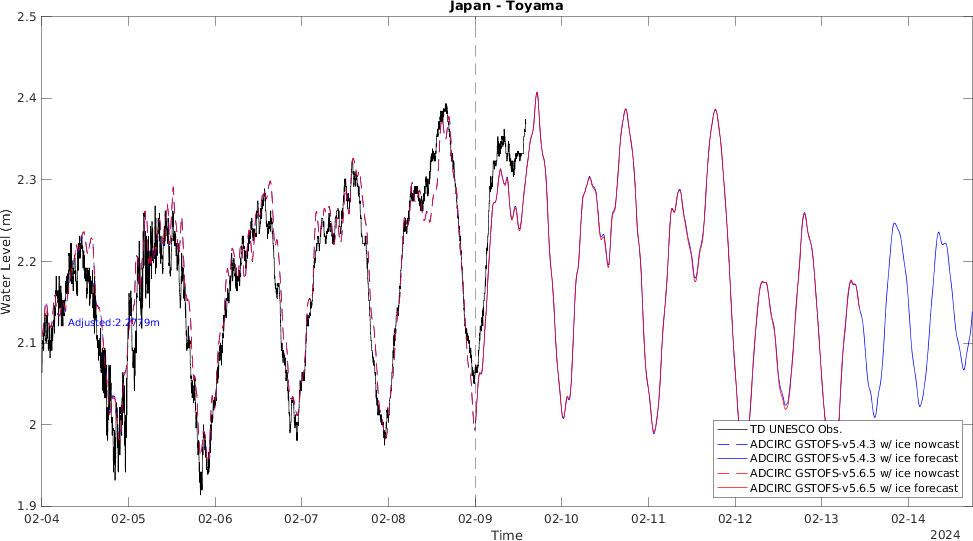 Japan - Toyama
2.5
2.4
2.3
2.2
2.1
2
1.9
Water Level (m)
Adjusted:2.2779m
TD UNESCO Obs.
ADCIRC GSTOFS-v5.4.3 w/ ice nowcast
ADCIRC GSTOFS-v5.4.3 w/ ice forecast
ADCIRC GSTOFS-v5.6.5 w/ ice nowcast
ADCIRC GSTOFS-v5.6.5 w/ ice forecast
02-04 02-05 02-06 02-07 02-08 02-09 02-10 02-11 02-12 02-13 02-14
Time
2024